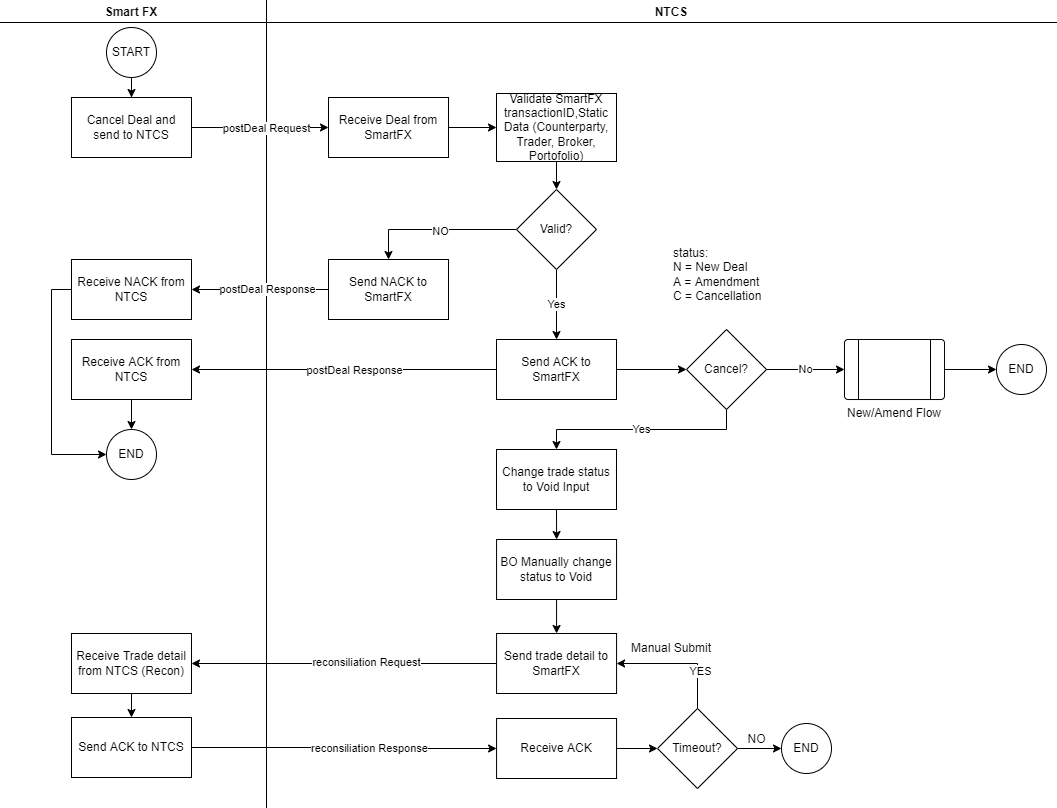 Smart FX
NTCS
START
Cancel Deal and
send to NTCS
postDeal Request
Receive Deal from
SmartFX
Validate SmartFX
transactionID,Static
Data (Counterparty,
Trader, Broker,
Portofolio)
Valid?
NO
status:
N = New Deal
A = Amendment
C = Cancellation
Receive NACK from
NTCS
postDeal Response
Send NACK to
SmartFX
Yes
Receive ACK from
NTCS
postDeal Response
Send ACK to
SmartFX
Cancel?
No
END
New/Amend Flow
Yes
END
Change trade status
to Void Input
BO Manually change
status to Void
Receive Trade detail
from NTCS (Recon)
reconsiliation Request
Send trade detail to
SmartFX
Manual Submit
YES
Send ACK to NTCS
reconsiliation Response
Receive ACK
Timeout?
NO
END